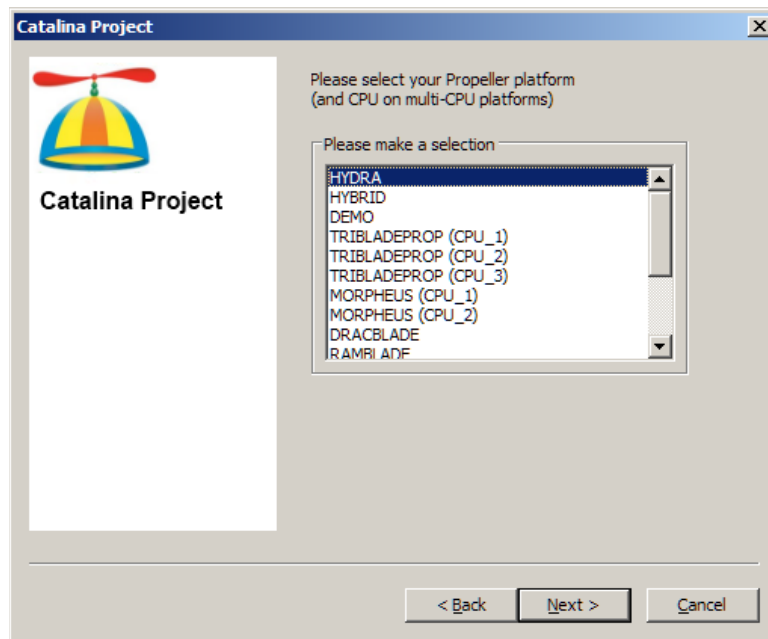 Catalina Project
Please select your Propeller platform
(and CPU on multi-CPU platforms)
Please make a selection
HYDRA
HYBRID
DEMO
TRIBLADEPROP (CPU_1)
TRIBLADEPROP (CPU_2)
TRIBLADEPROP (CPU_3)
MORPHEUS (CPU_1)
MORPHEUS (CPU_2)
DRACBLADE
RAMBLADE
Catalina Project
< Back
Next >
Cancel